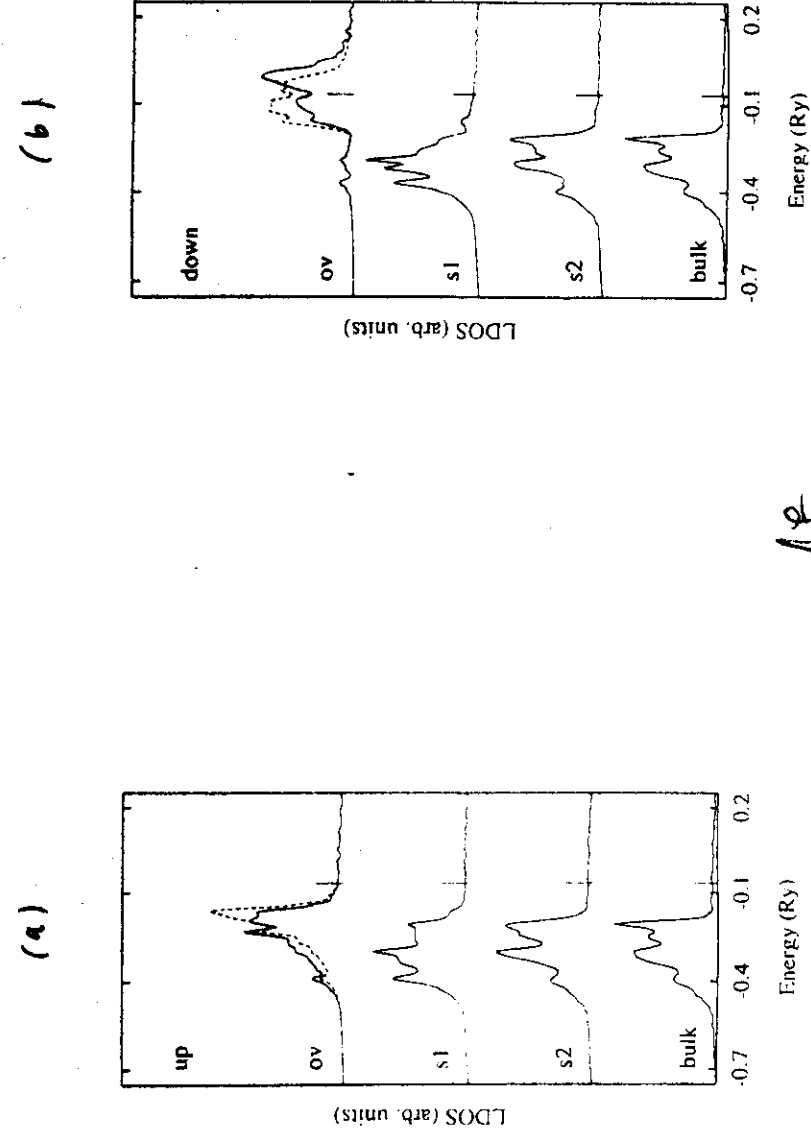 (a)
up
ov
s1
s2
bulk
-0.7
-0.4
-0.1
0.2
Energy (Ry)
LDOS (arb. units)
(b)
down
ov
s1
s2
bulk
-0.7
-0.4
-0.1
0.2
Energy (Ry)
LDOS (arb. units)